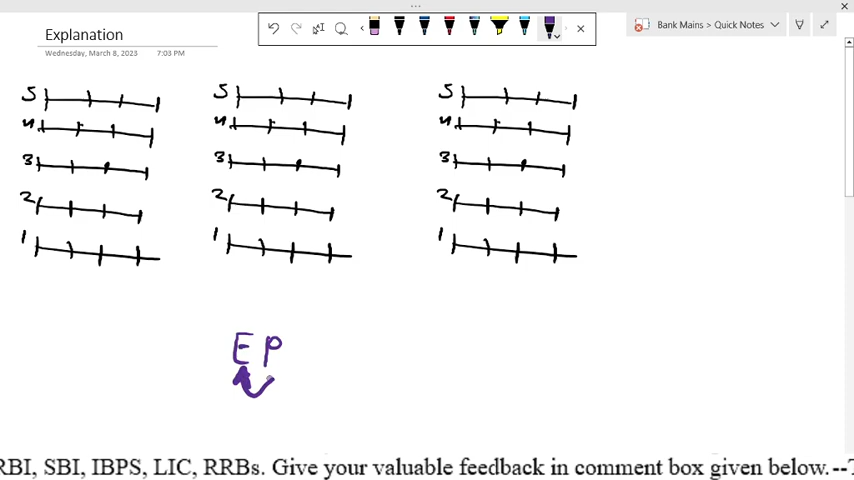 Explanation
Bank Mains > Quick Notes
Wednesday, March 8, 2023 7:03 PM
5 5 5
4 4 4
3 3 3
2 2 2
1 1 1
E P
RBI, SBI, IBPS, LIC, RRBs. Give your valuable feedback in comment box given below.--T